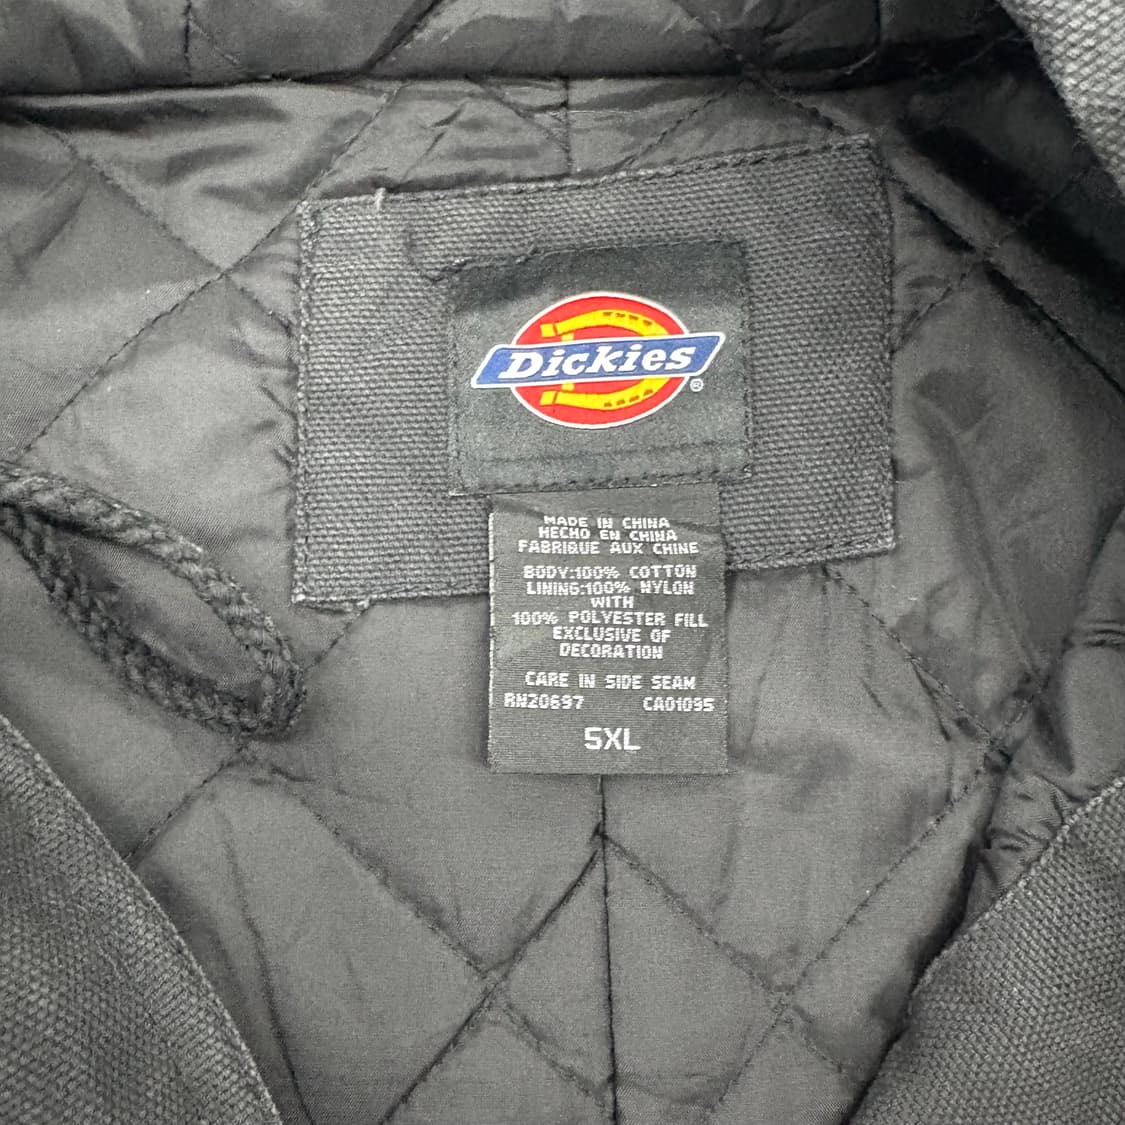 Dickies®
MADE IN CHINA
HECHO EN CHINA
FABRIQUE AUX CHINE
BODY:100% COTTON
LINING:100% NYLON
WITH
100% POLYESTER FILL
EXCLUSIVE OF
DECORATION
CARE IN SIDE SEAM
RN20697 CA01095
5XL